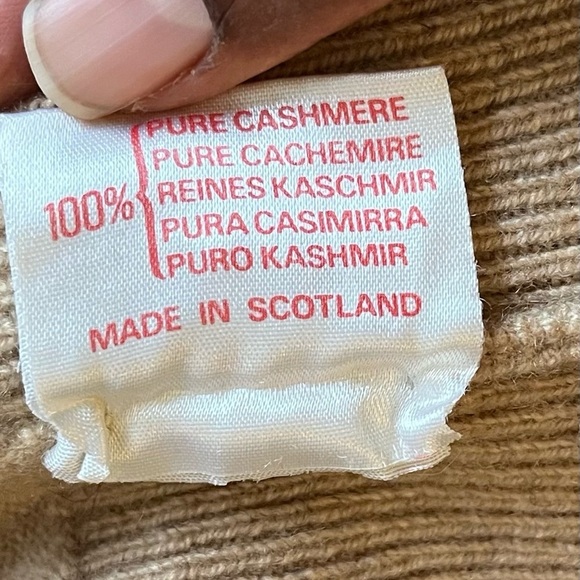 100%
PURE CASHMERE
PURE CACHEMIRE
REINES KASCHMIR
PURA CASIMIRRA
PURO KASHMIR
MADE IN SCOTLAND